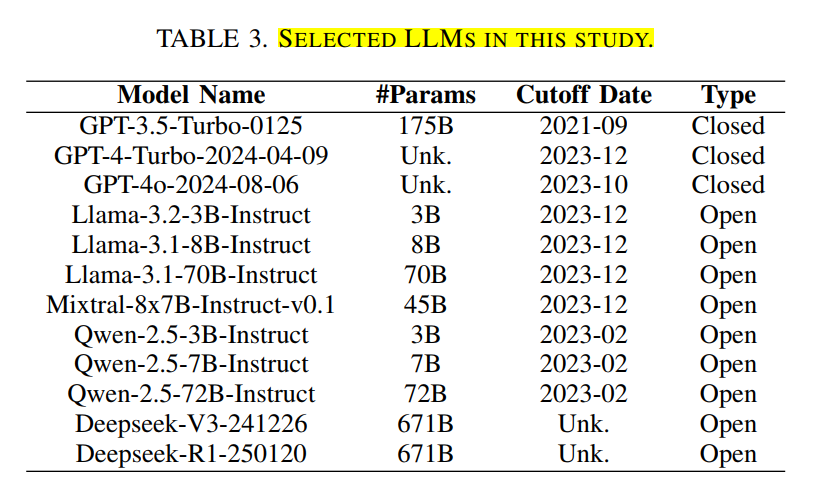 TABLE 3. SELECTED LLMS IN THIS STUDY.
Model Name #Params Cutoff Date Type
GPT-3.5-Turbo-0125 175B 2021-09 Closed
GPT-4-Turbo-2024-04-09 Unk. 2023-12 Closed
GPT-4o-2024-08-06 Unk. 2023-10 Closed
Llama-3.2-3B-Instruct 3B 2023-12 Open
Llama-3.1-8B-Instruct 8B 2023-12 Open
Llama-3.1-70B-Instruct 70B 2023-12 Open
Mixtral-8x7B-Instruct-v0.1 45B 2023-12 Open
Qwen-2.5-3B-Instruct 3B 2023-02 Open
Qwen-2.5-7B-Instruct 7B 2023-02 Open
Qwen-2.5-72B-Instruct 72B 2023-02 Open
Deepseek-V3-241226 671B Unk. Open
Deepseek-R1-250120 671B Unk. Open